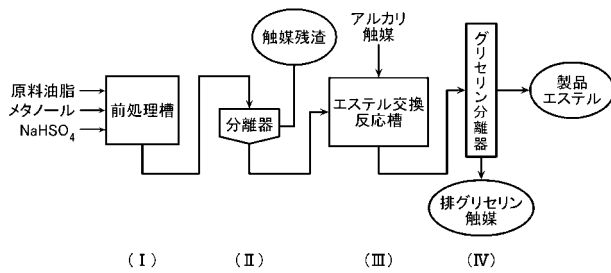 原料油脂
メタノール
NaHSO₄
前処理槽
触媒残渣
分離器
アルカリ
触媒
エステル交換
反応槽
グリセリン分離器
製品
エステル
排グリセリン
触媒
(Ⅰ)
(Ⅱ)
(Ⅲ)
(Ⅳ)